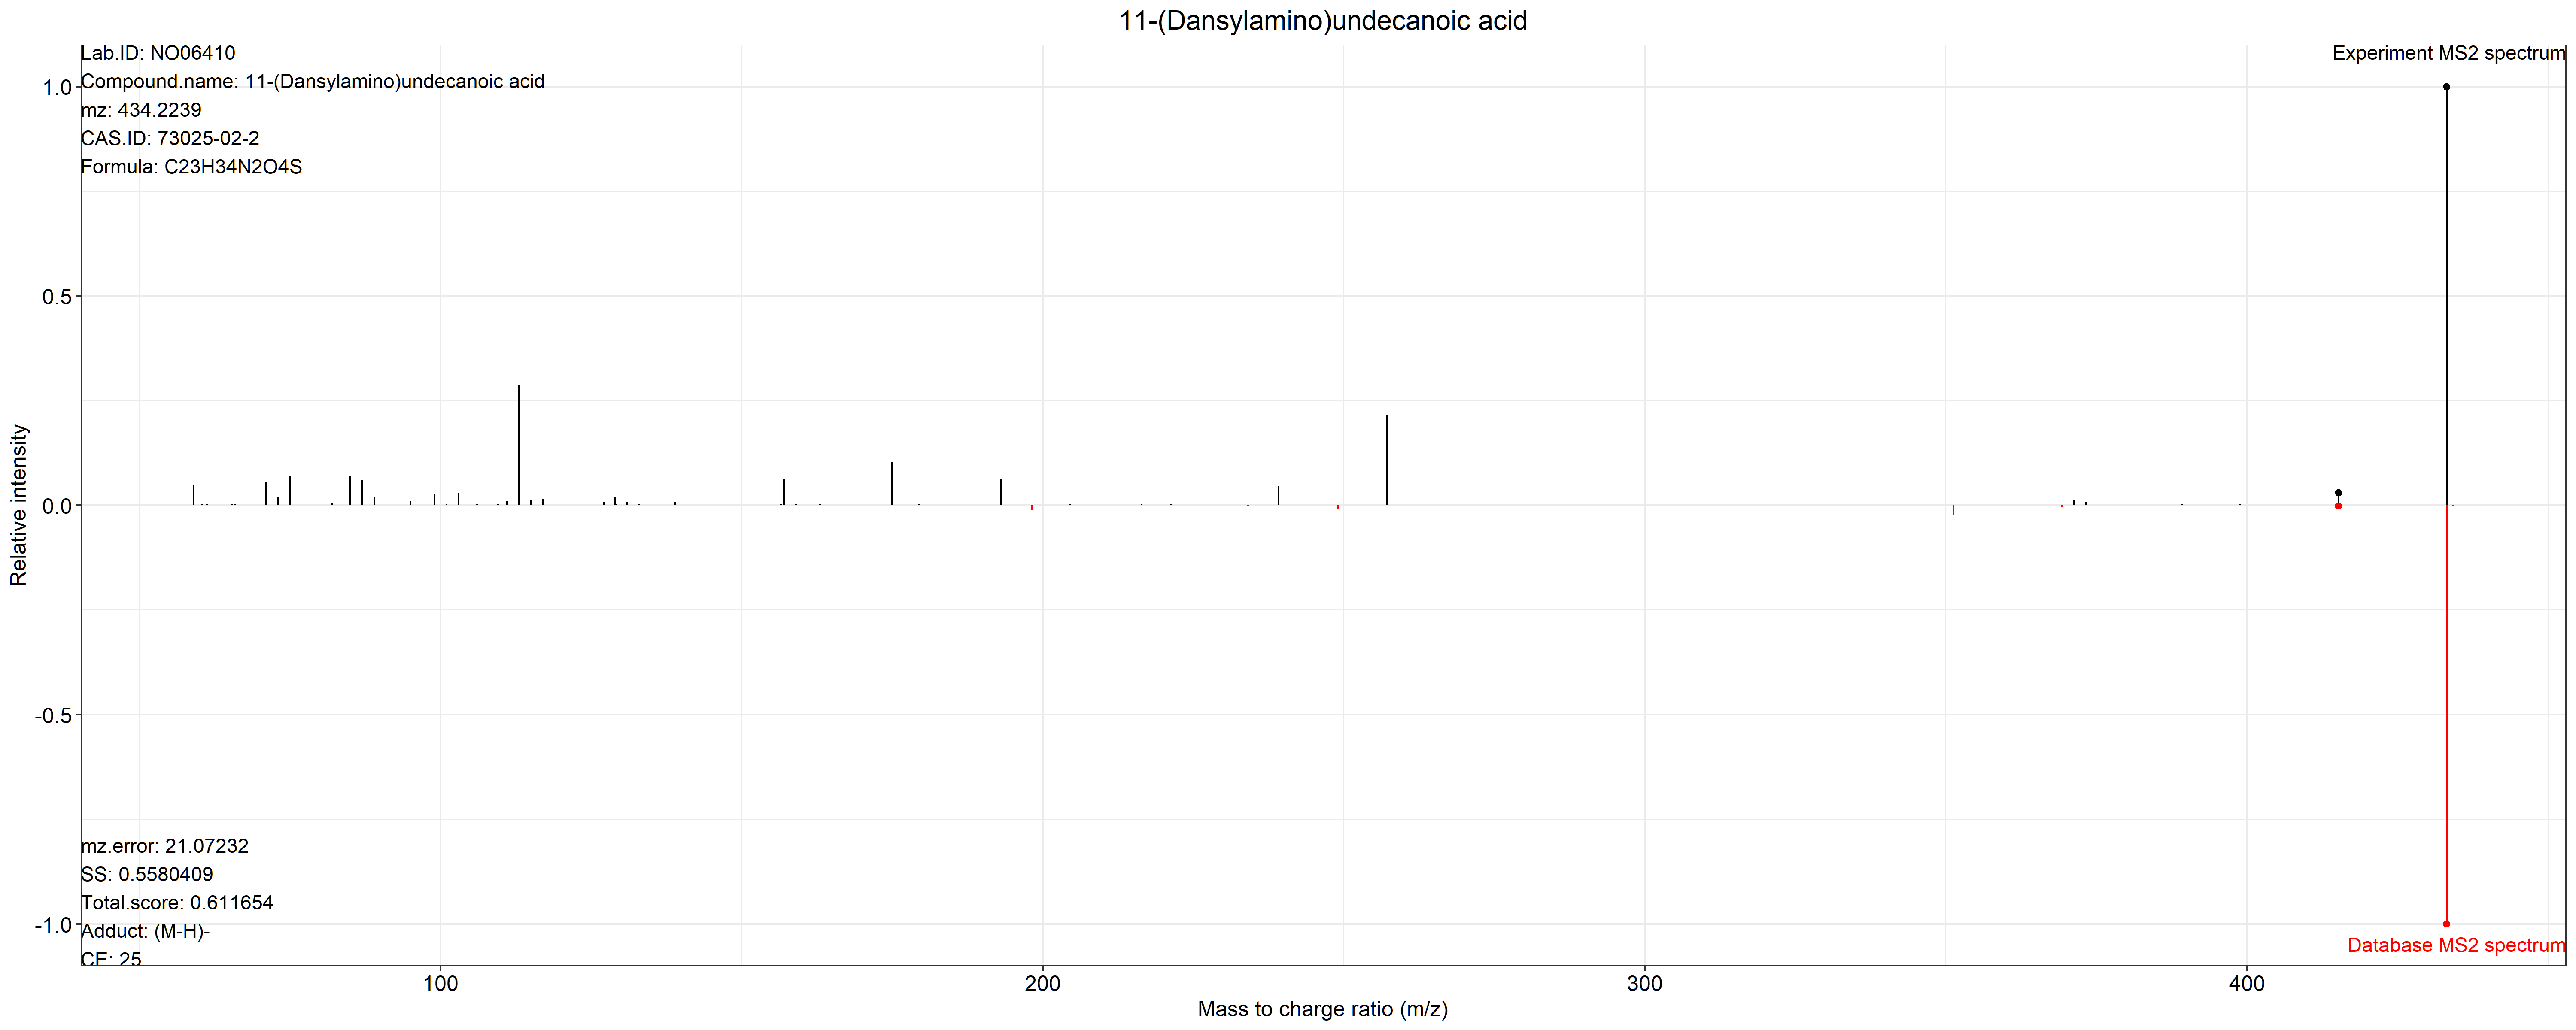 11-(Dansylamino)undecanoic acid
Lab.ID: NO06410
Experiment MS2 spectrum
Compound.name: 11-(Dansylamino)undecanoic acid
mz: 434.2239
CAS.ID: 73025-02-2
Formula: C23H34N2O4S
1.0
0.5
0.0
-0.5
-1.0
Relative intensity
mz.error: 21.07232
SS: 0.5580409
Total.score: 0.611654
Adduct: (M-H)-
CE: 25
Database MS2 spectrum
100 200 300 400
Mass to charge ratio (m/z)